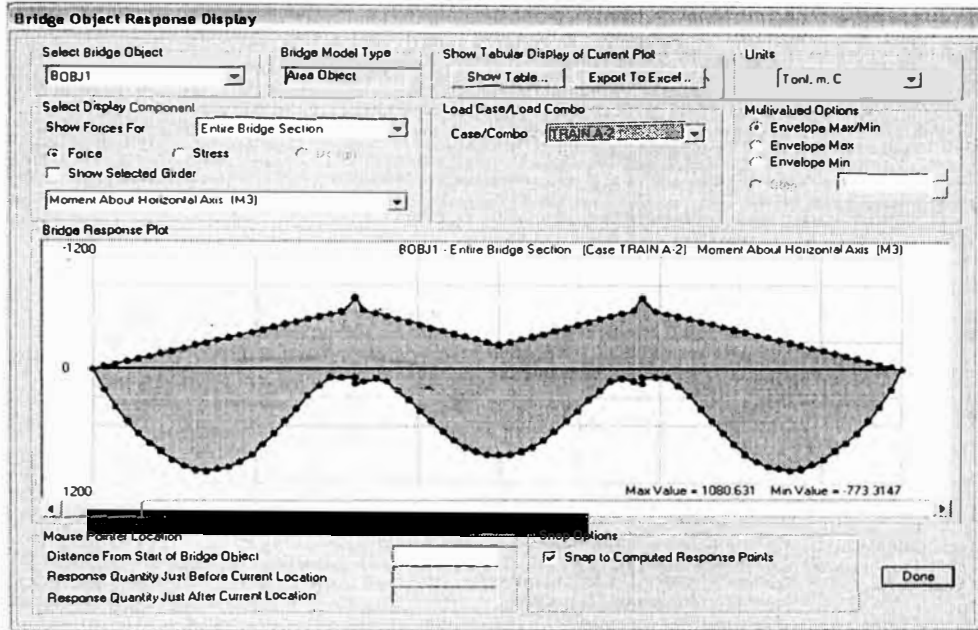 Bridge Object Response Display
Select Bridge Object
BOBJ1
Bridge Model Type
Area Object
Show Tabular Display of Current Plot
Show Table...
Export To Excel...
Units
Tonf, m, C
Select Display Component
Show Forces For
Entire Bridge Section
Force
Stress
Show Selected Girder
Moment About Horizontal Axis (M3)
Load Case/Load Combo
Case/Combo
TRAIN A-2
Multivalued Options
Envelope Max/Min
Envelope Max
Envelope Min
Step
Bridge Response Plot
-1200
BOBJ1 - Entire Bridge Section (Case TRAIN A-2) Moment About Horizontal Axis (M3)
0
1200
Max Value = 1080.631 Min Value = -773.3147
Mouse Pointer Location
Distance From Start of Bridge Object
Response Quantity Just Before Current Location
Response Quantity Just After Current Location
Snap Options
Snap to Computed Response Points
Done